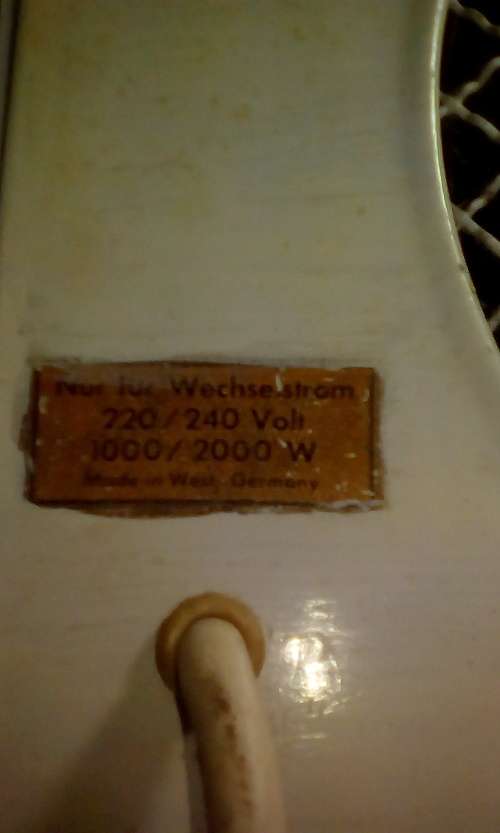 Nur für Wechselstrom
220/240 Volt
1000/2000 W
Made in West. Germany